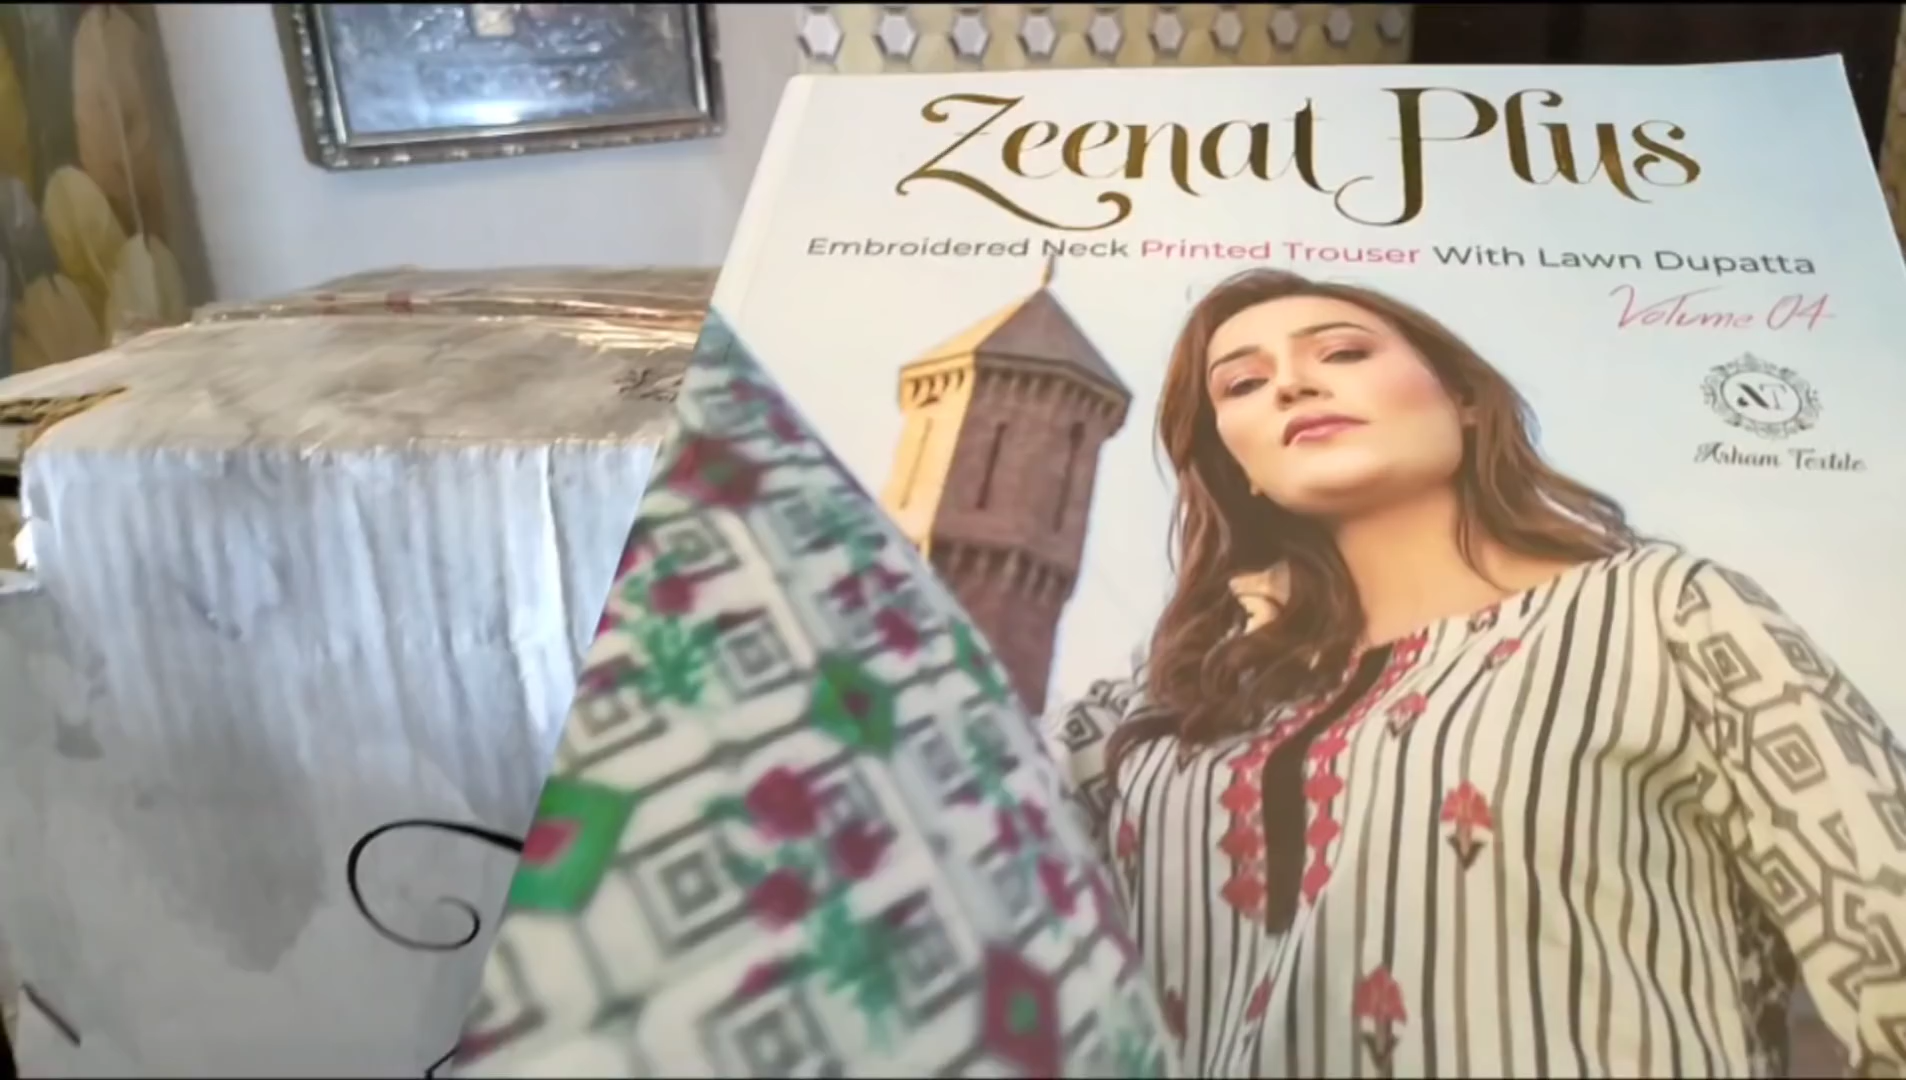 Zeenat Plus
Embroidered Neck Printed Trouser With Lawn Dupatta
Volume 04
AT
Arham Textile